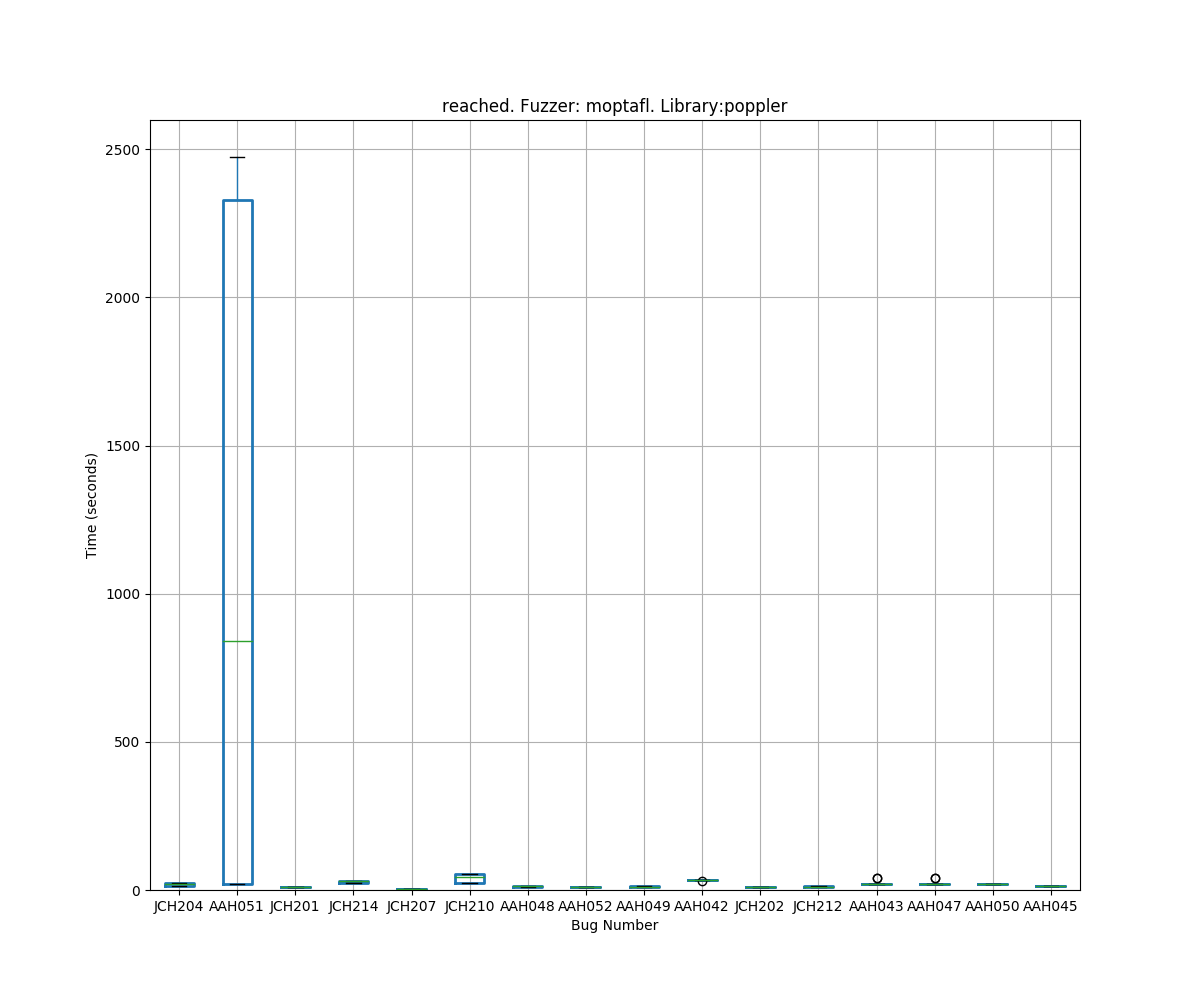 reached. Fuzzer: moptafl. Library:poppler
2500
2000
1500
1000
500
0
Time (seconds)
JCH204 AAH051 JCH201 JCH214 JCH207 JCH210 AAH048 AAH052 AAH049 AAH042 JCH202 JCH212 AAH043 AAH047 AAH050 AAH045
Bug Number